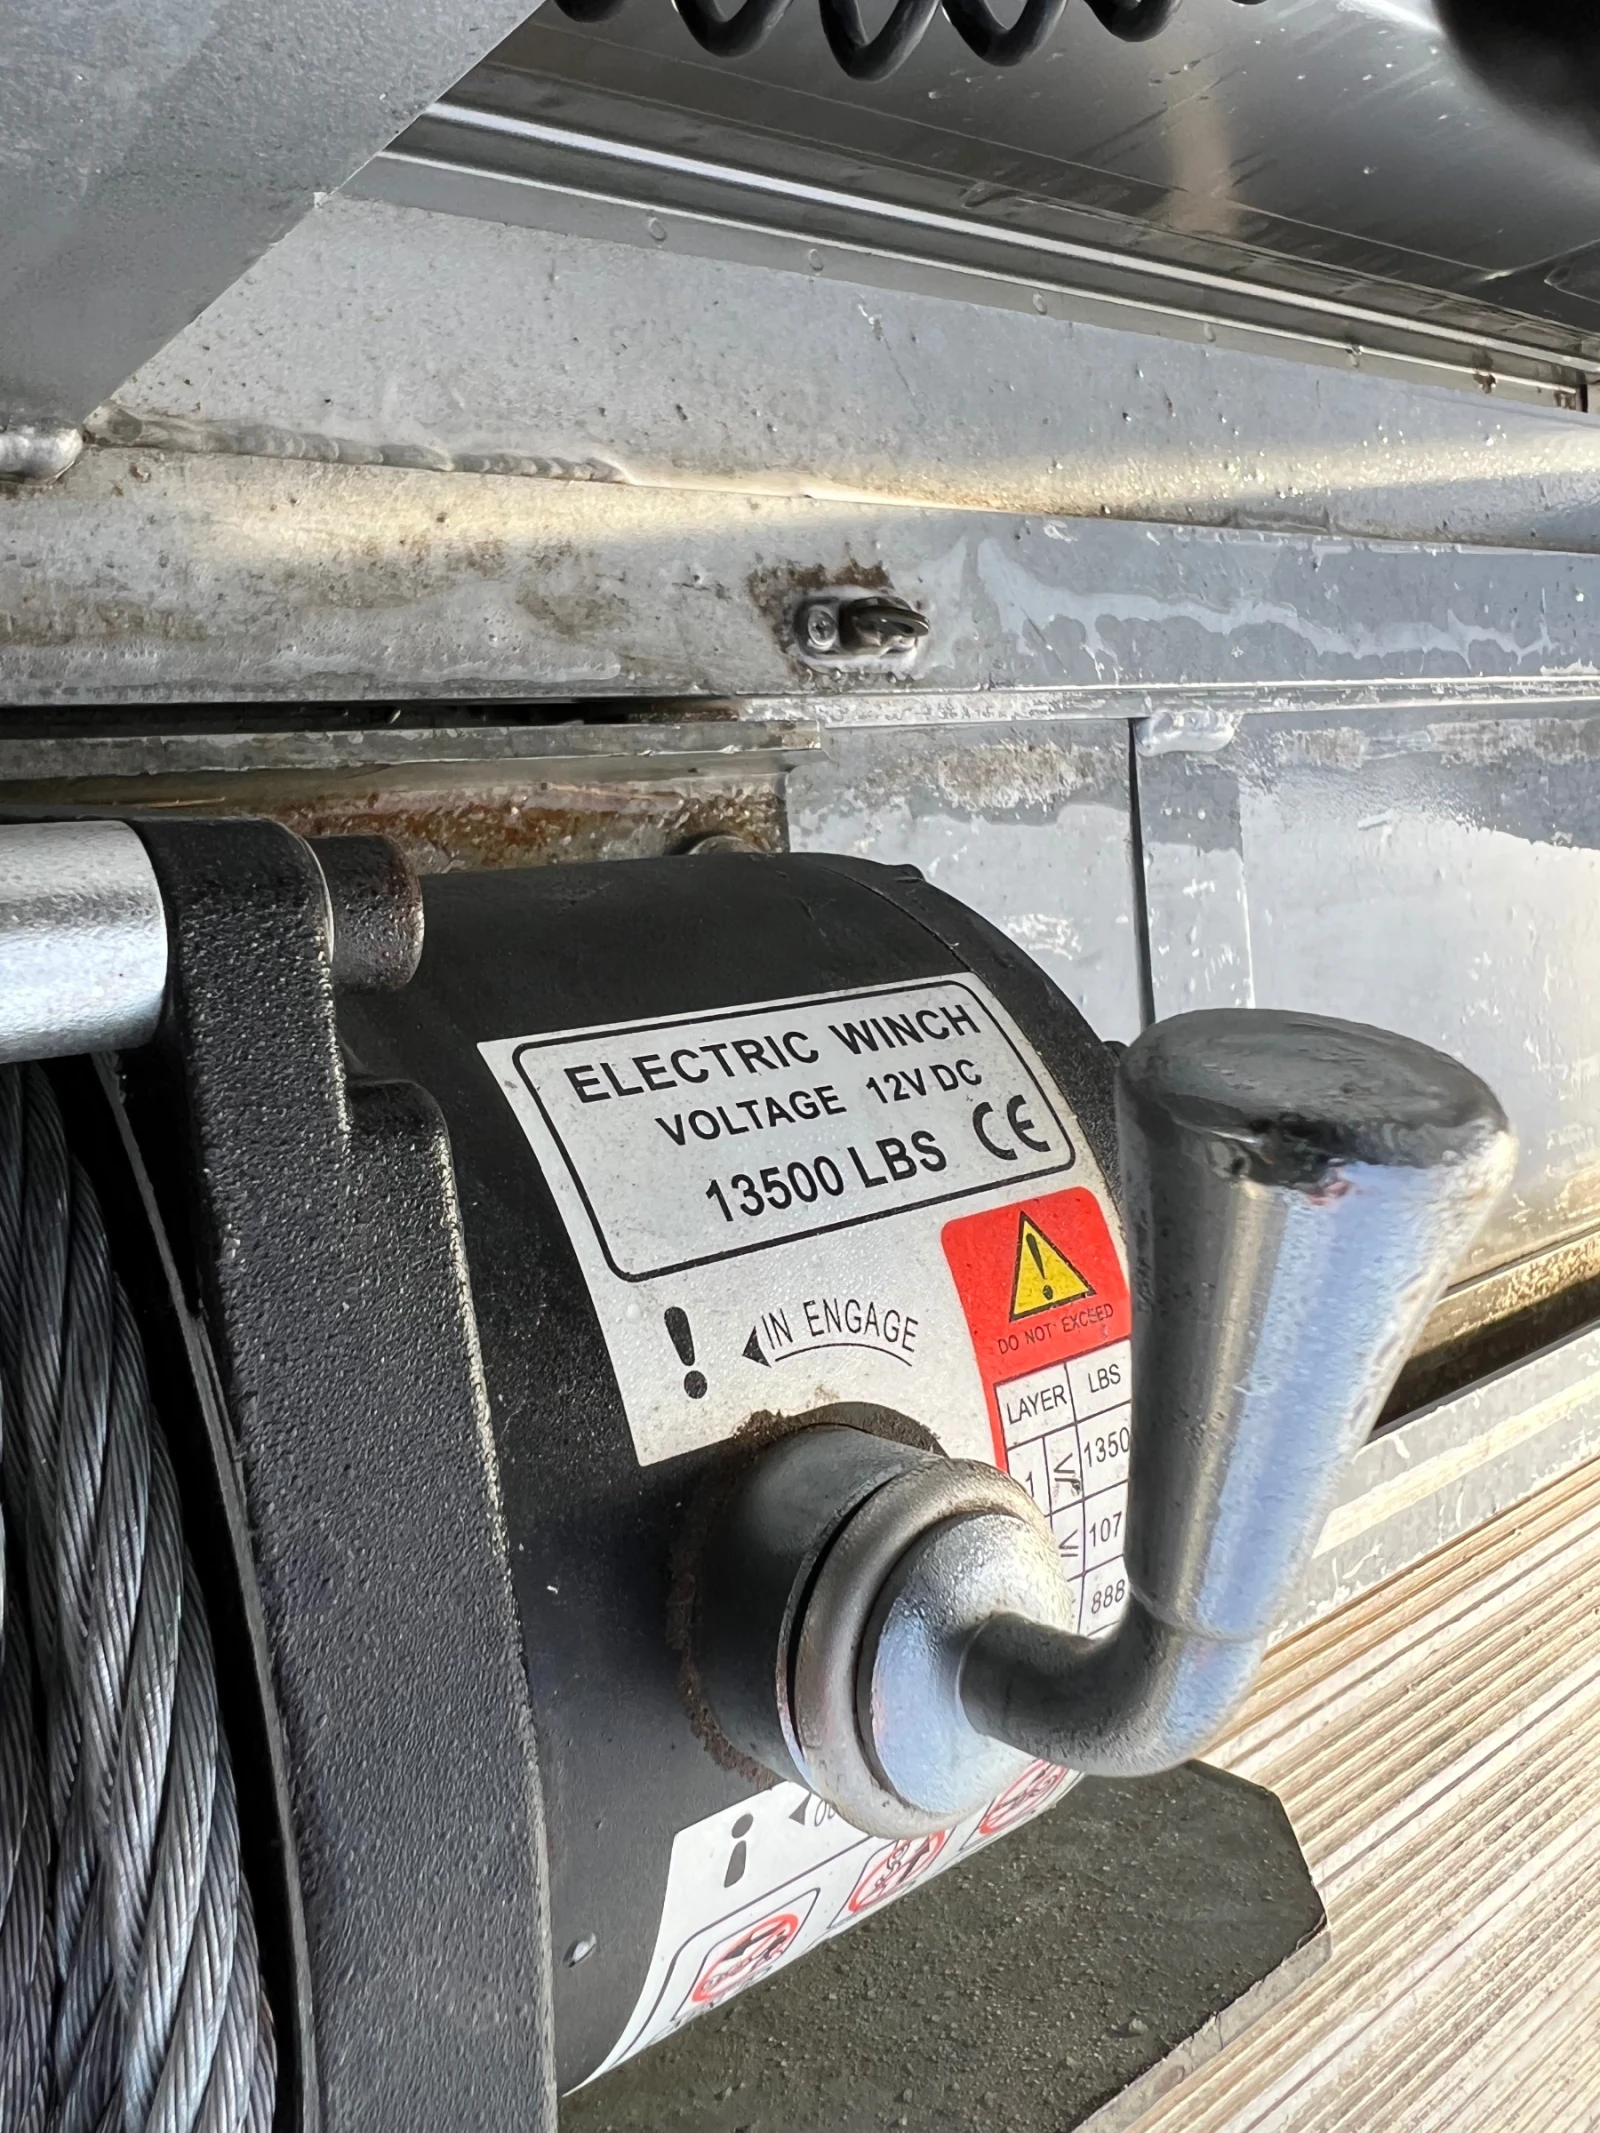 ELECTRIC WINCH
VOLTAGE 12V DC
13500 LBS CE
! IN ENGAGE
DO NOT EXCEED
LAYER LBS
1 1350
107
888
!